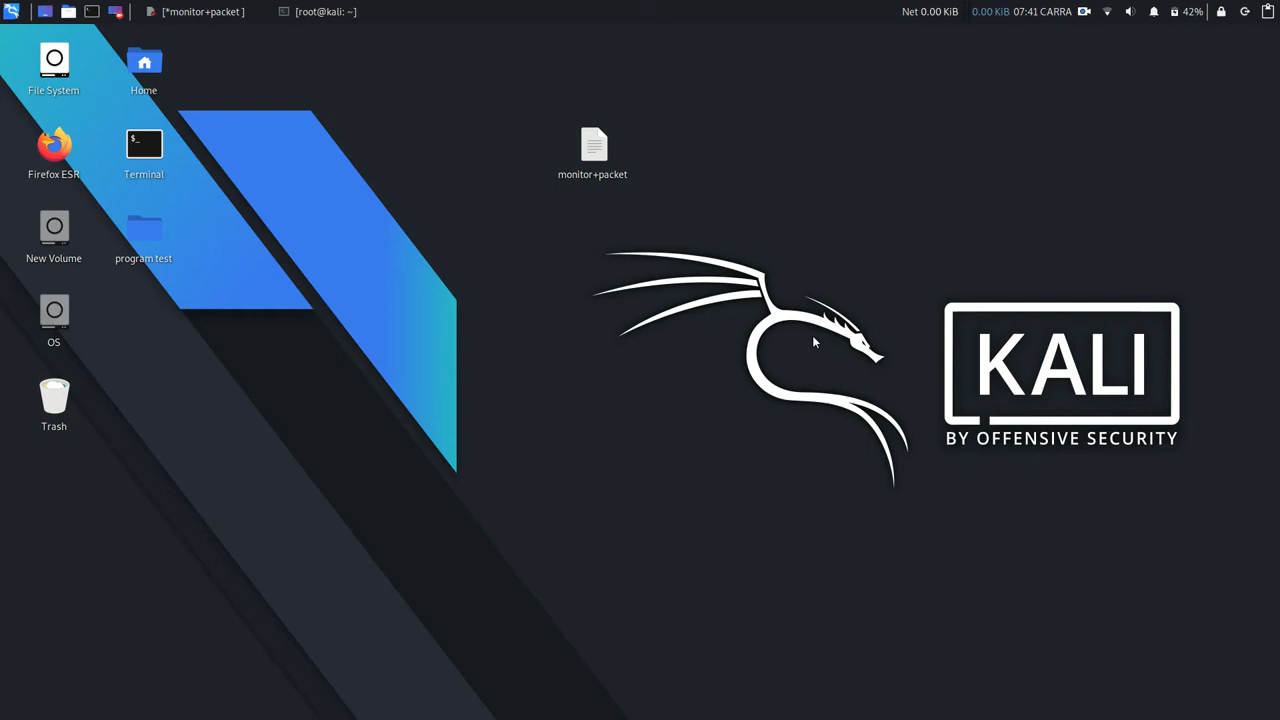 [*monitor+packet ]
[root@kali: ~]
Net 0.00 KiB
0.00 KiB
07:41 CARRA
42%
File System
Home
Firefox ESR
Terminal
monitor+packet
New Volume
program test
OS
Trash
$_
KALI
BY OFFENSIVE SECURITY